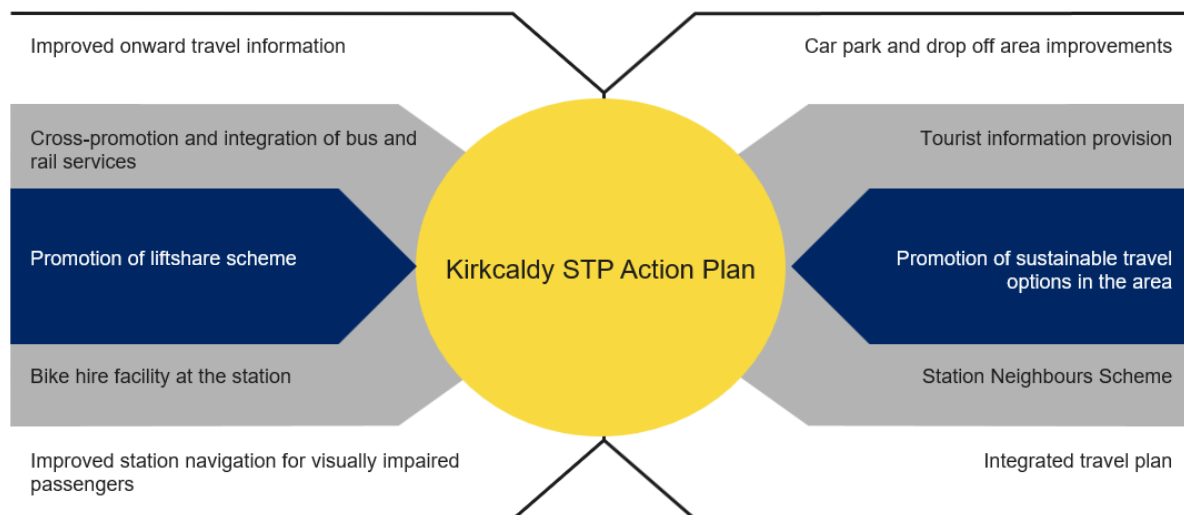 Improved onward travel information
Car park and drop off area improvements
Cross-promotion and integration of bus and
rail services
Tourist information provision
Promotion of liftshare scheme
Kirkcaldy STP Action Plan
Promotion of sustainable travel
options in the area
Bike hire facility at the station
Station Neighbours Scheme
Improved station navigation for visually impaired
passengers
Integrated travel plan